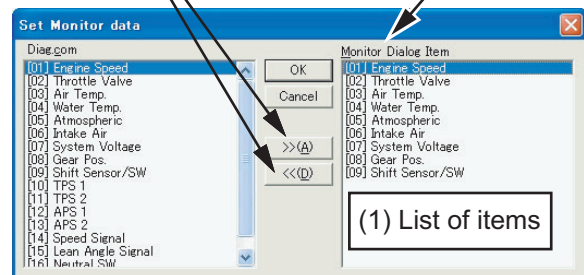 Set Monitor data
Diag.com
[01] Engine Speed
[02] Throttle Valve
[03] Air Temp.
[04] Water Temp.
[05] Atmospheric
[06] Intake Air
[07] System Voltage
[08] Gear Pos.
[09] Shift Sensor/SW
[10] TPS 1
[11] TPS 2
[12] APS 1
[13] APS 2
[14] Speed Signal
[15] Lean Angle Signal
[16] Neutral SW
OK
Cancel
>>(A)
<<(D)
Monitor Dialog Item
[01] Engine Speed
[02] Throttle Valve
[03] Air Temp.
[04] Water Temp.
[05] Atmospheric
[06] Intake Air
[07] System Voltage
[08] Gear Pos.
[09] Shift Sensor/SW
(1) List of items